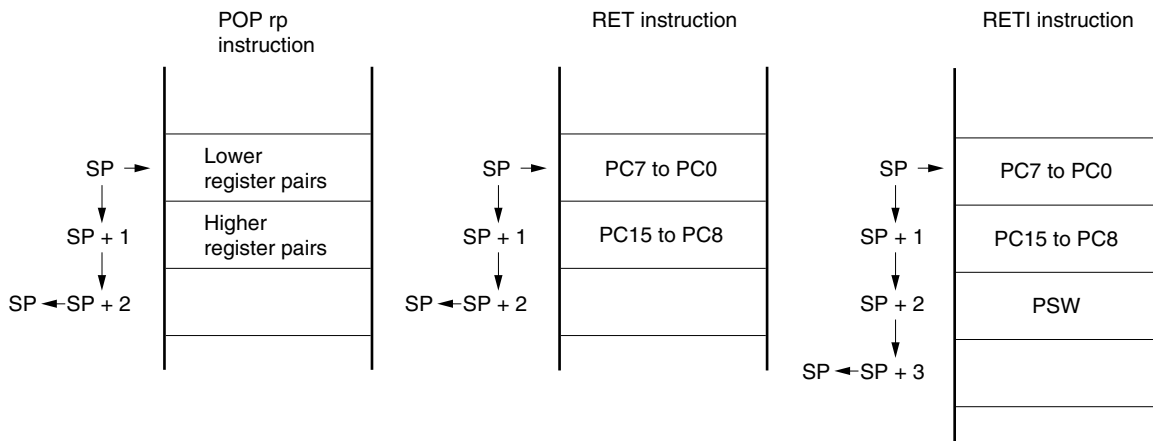 POP rp
instruction
SP
SP + 1
SP
SP + 2
Lower
register pairs
Higher
register pairs
RET instruction
SP
SP + 1
SP
SP + 2
PC7 to PC0
PC15 to PC8
RETI instruction
SP
SP + 1
SP + 2
SP
SP + 3
PC7 to PC0
PC15 to PC8
PSW